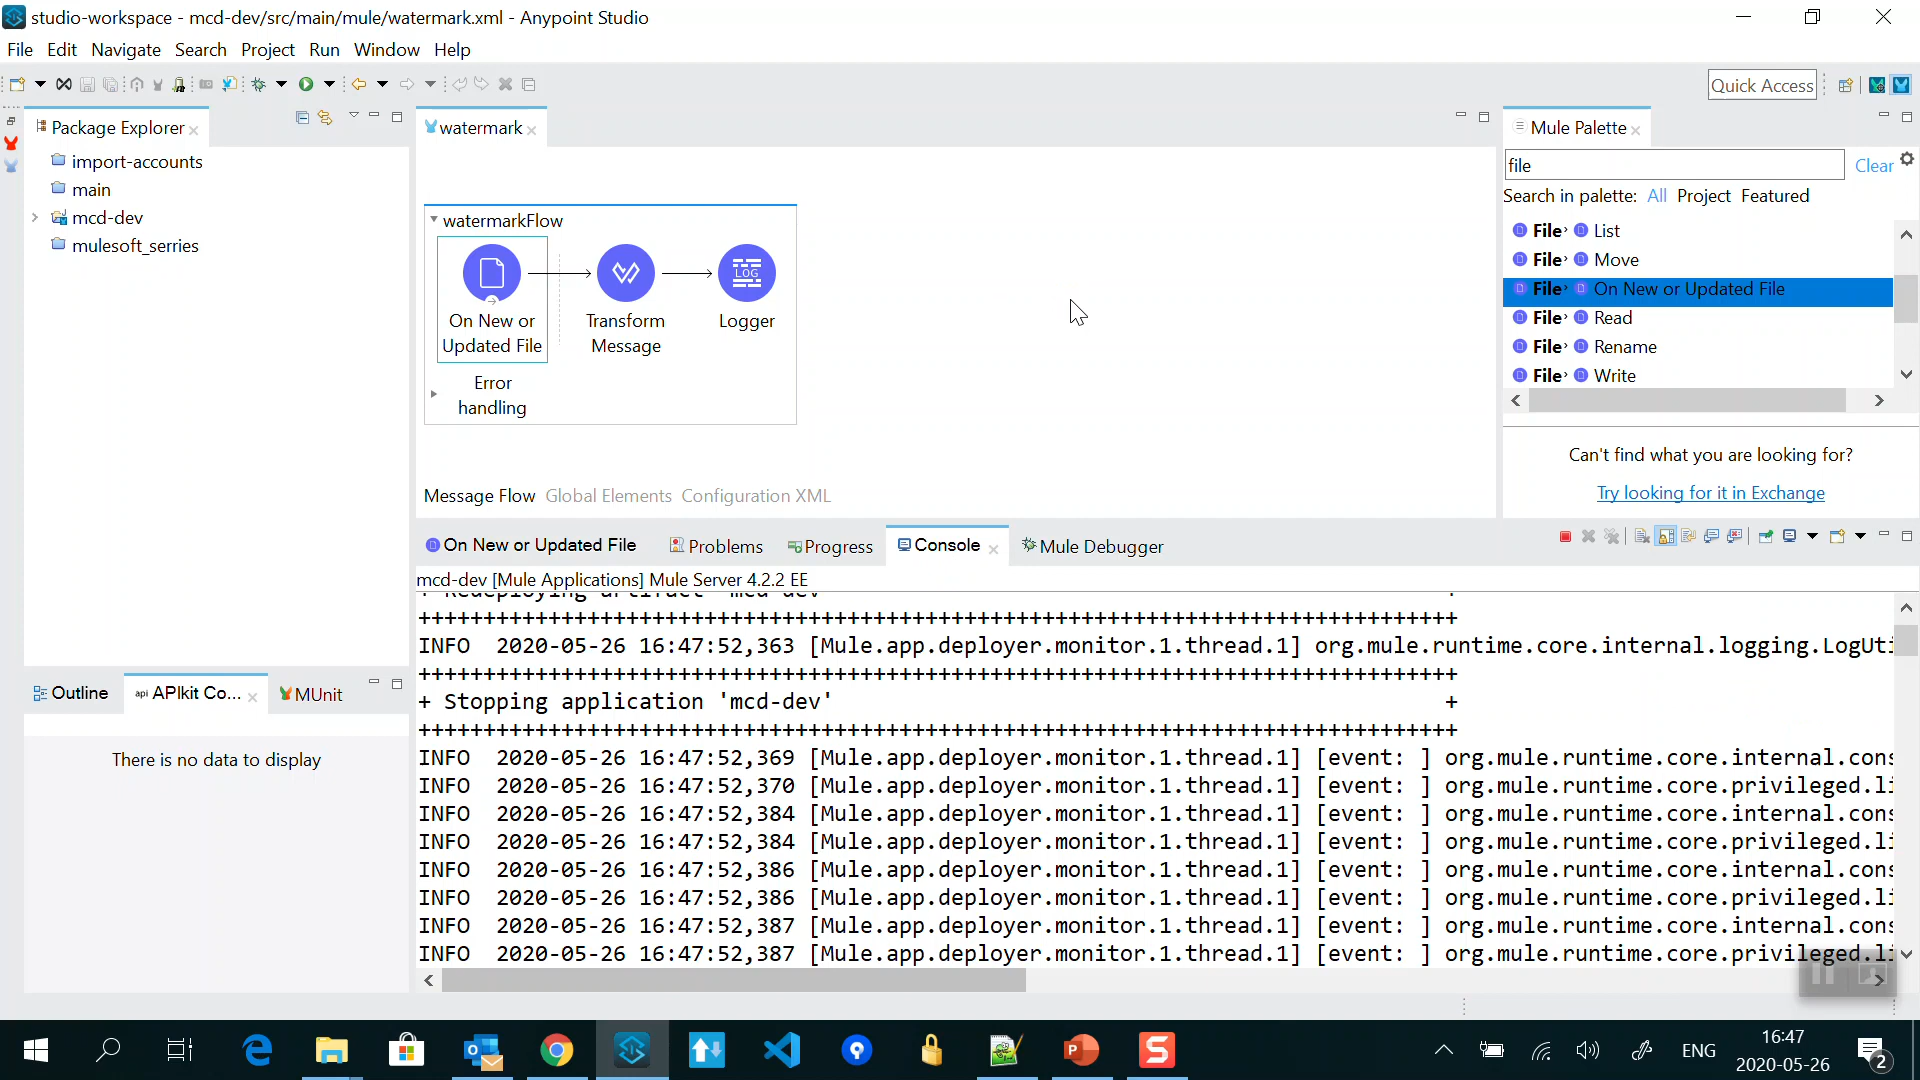 studio-workspace - mcd-dev/src/main/mule/watermark.xml - Anypoint Studio
File Edit Navigate Search Project Run Window Help
Quick Access
Package Explorer
import-accounts
main
mcd-dev
mulesoft_serries
watermark
watermarkFlow
On New or
Updated File
Transform
Message
LOG
Logger
Error
handling
Message Flow Global Elements Configuration XML
Mule Palette
file
Clear
Search in palette: All Project Featured
File List
File Move
File On New or Updated File
File Read
File Rename
File Write
Can't find what you are looking for?
Try looking for it in Exchange
On New or Updated File Problems Progress Console Mule Debugger
mcd-dev [Mule Applications] Mule Server 4.2.2 EE
+ Redeploying artifact 'mcd-dev' +
++++++++++++++++++++++++++++++++++++++++++++++++++++++++++++++++++++++++++++++++
INFO 2020-05-26 16:47:52,363 [Mule.app.deployer.monitor.1.thread.1] org.mule.runtime.core.internal.logging.LogUti
++++++++++++++++++++++++++++++++++++++++++++++++++++++++++++++++++++++++++++++++
+ Stopping application 'mcd-dev' +
++++++++++++++++++++++++++++++++++++++++++++++++++++++++++++++++++++++++++++++++
INFO 2020-05-26 16:47:52,369 [Mule.app.deployer.monitor.1.thread.1] [event: ] org.mule.runtime.core.internal.cons
INFO 2020-05-26 16:47:52,370 [Mule.app.deployer.monitor.1.thread.1] [event: ] org.mule.runtime.core.privileged.li
INFO 2020-05-26 16:47:52,384 [Mule.app.deployer.monitor.1.thread.1] [event: ] org.mule.runtime.core.internal.cons
INFO 2020-05-26 16:47:52,384 [Mule.app.deployer.monitor.1.thread.1] [event: ] org.mule.runtime.core.privileged.li
INFO 2020-05-26 16:47:52,386 [Mule.app.deployer.monitor.1.thread.1] [event: ] org.mule.runtime.core.internal.cons
INFO 2020-05-26 16:47:52,386 [Mule.app.deployer.monitor.1.thread.1] [event: ] org.mule.runtime.core.privileged.li
INFO 2020-05-26 16:47:52,387 [Mule.app.deployer.monitor.1.thread.1] [event: ] org.mule.runtime.core.internal.cons
INFO 2020-05-26 16:47:52,387 [Mule.app.deployer.monitor.1.thread.1] [event: ] org.mule.runtime.core.privileged.li
Outline api APIkit Co... MUnit
There is no data to display
ENG
16:47
2020-05-26
2